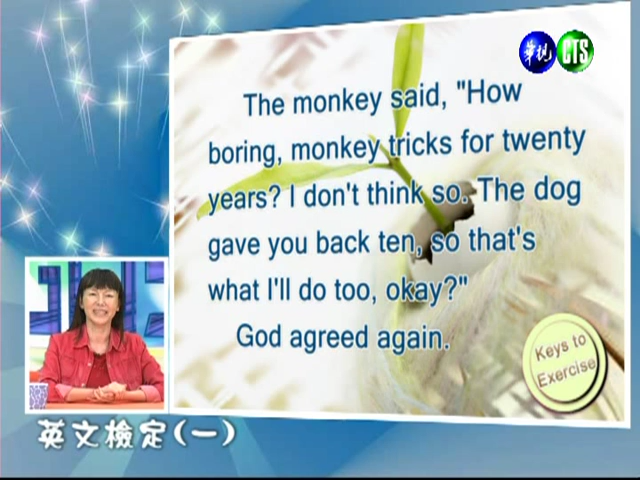 華視 CTS
The monkey said, "How
boring, monkey tricks for twenty
years? I don't think so. The dog
gave you back ten, so that's
what I'll do too, okay?"
God agreed again.
Keys to
Exercise
英文檢定(一)